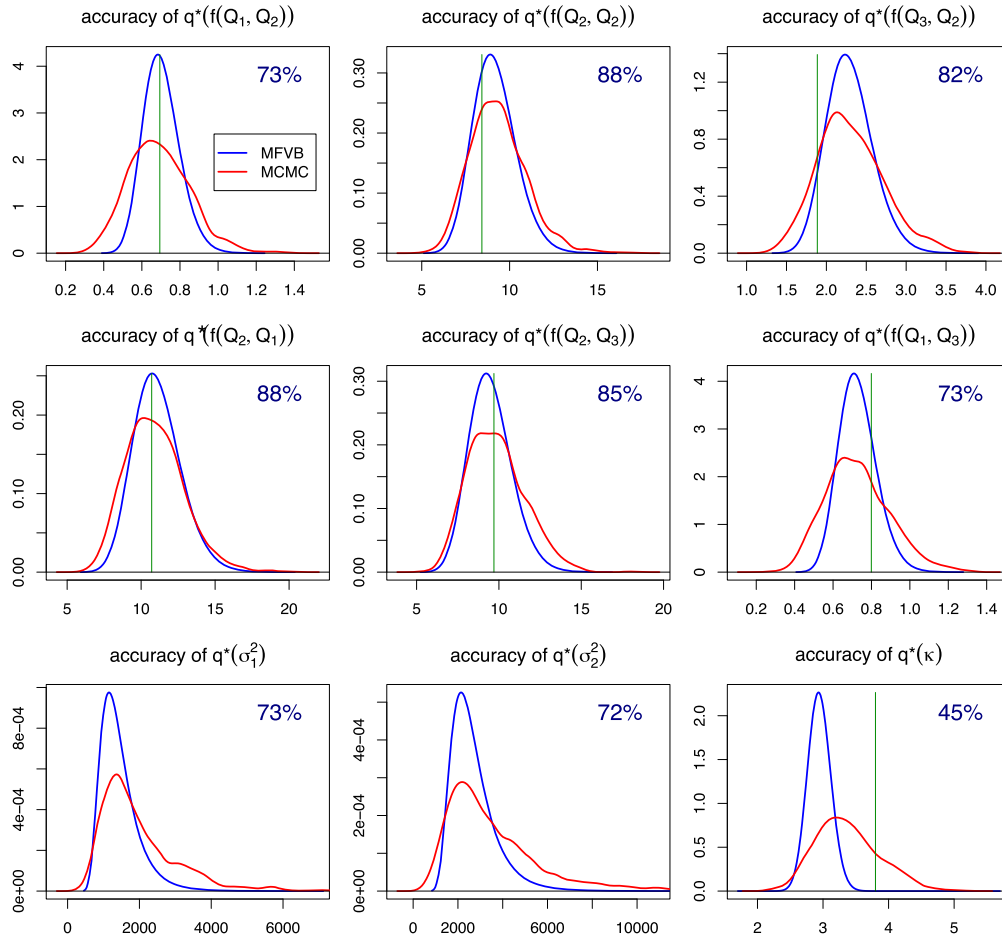 accuracy of q*(f(Q₁, Q₂))
73%
MFVB
MCMC
0 1 2 3 4
0.2 0.4 0.6 0.8 1.0 1.2 1.4
accuracy of q*(f(Q₂, Q₂))
88%
0.00 0.10 0.20 0.30
5 10 15
accuracy of q*(f(Q₃, Q₂))
82%
0.0 0.4 0.8 1.2
1.0 1.5 2.0 2.5 3.0 3.5 4.0
accuracy of q*(f(Q₂, Q₁))
88%
0.00 0.10 0.20
5 10 15 20
accuracy of q*(f(Q₂, Q₃))
85%
0.00 0.10 0.20 0.30
5 10 15 20
accuracy of q*(f(Q₁, Q₃))
73%
0 1 2 3 4
0.2 0.4 0.6 0.8 1.0 1.2 1.4
accuracy of q*(σ₁²)
73%
0e+00 4e−04 8e−04
0 2000 4000 6000
accuracy of q*(σ₂²)
72%
0e+00 2e−04 4e−04
0 2000 6000 10000
accuracy of q*(κ)
45%
0.0 0.5 1.0 1.5 2.0
2 3 4 5